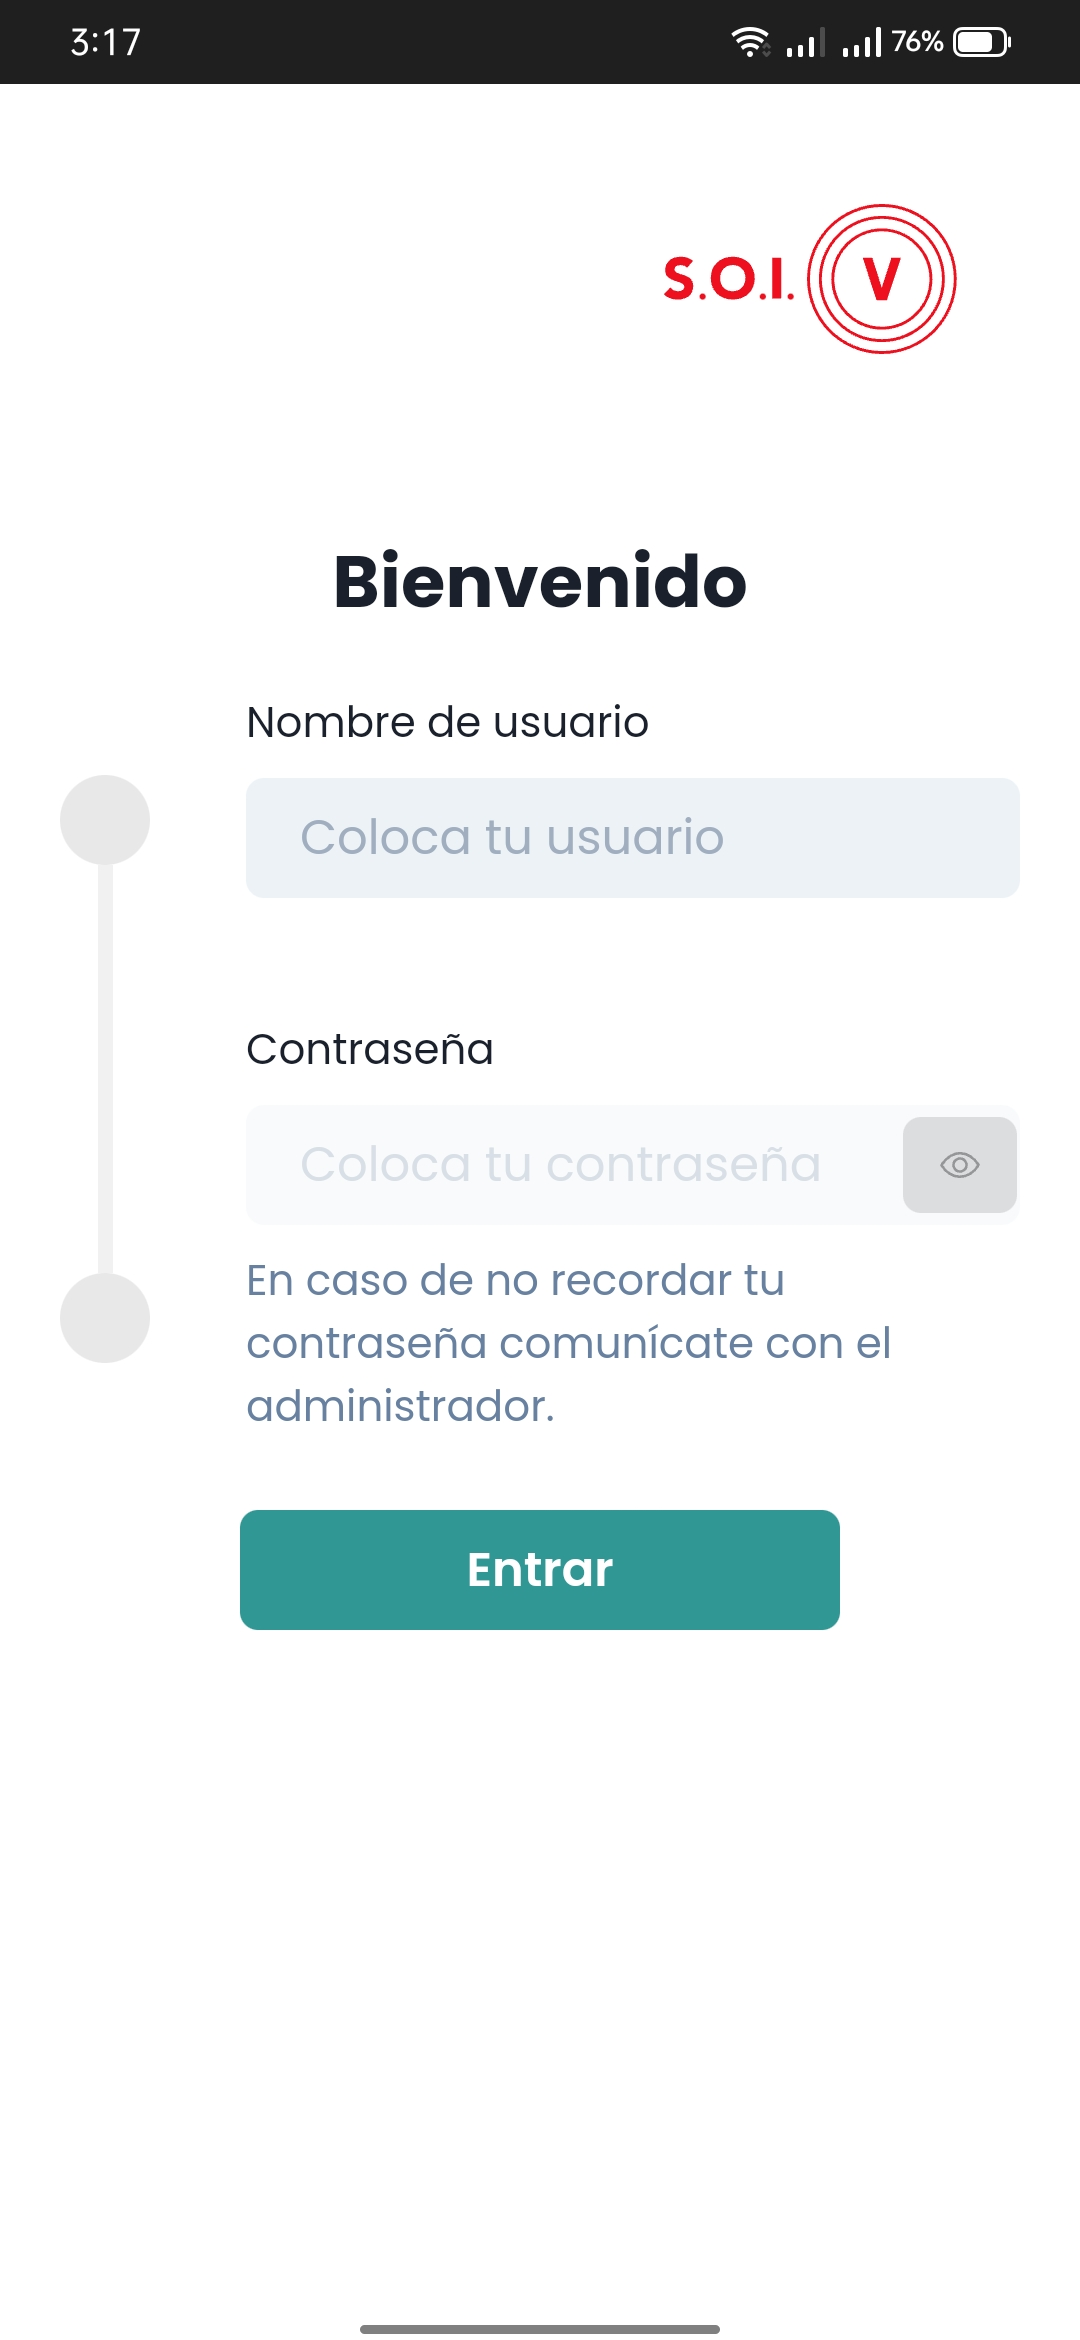 3:17
76%
S.O.I. V
Bienvenido
Nombre de usuario
Coloca tu usuario
Contraseña
Coloca tu contraseña
En caso de no recordar tu
contraseña comunícate con el
administrador.
Entrar